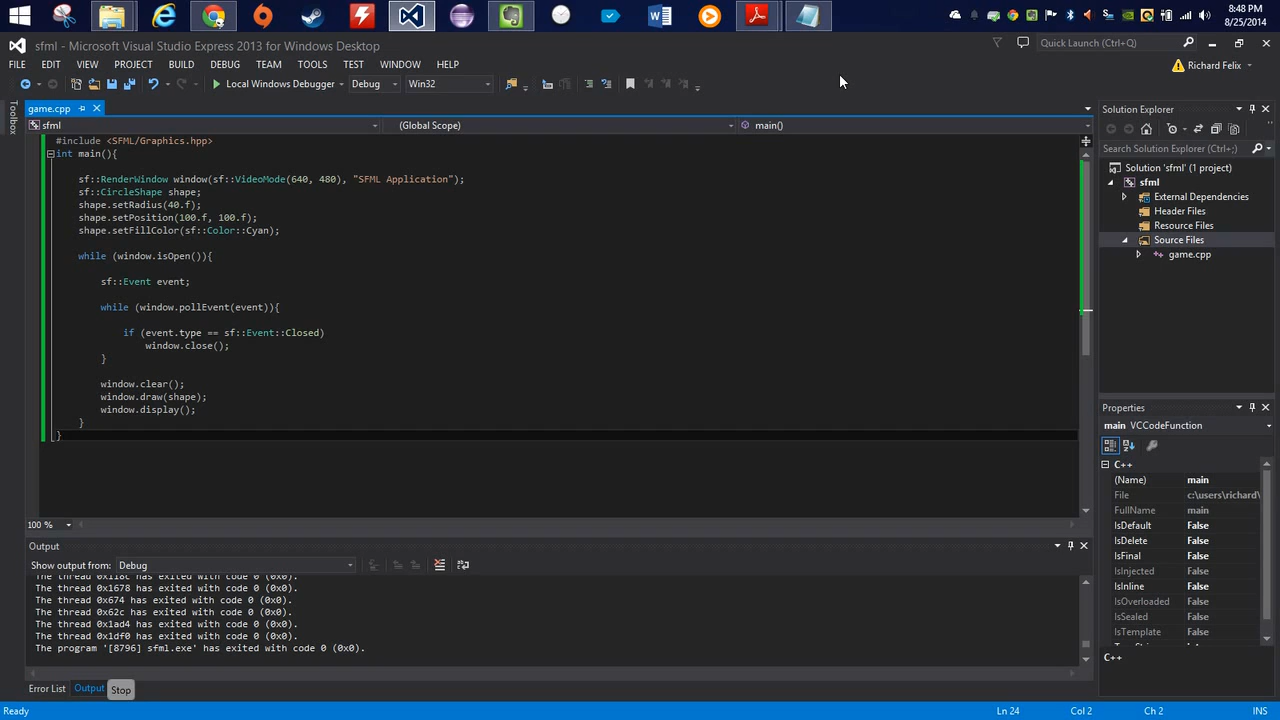 8:48 PM
8/25/2014
sfml - Microsoft Visual Studio Express 2013 for Windows Desktop
Quick Launch (Ctrl+Q)
FILE EDIT VIEW PROJECT BUILD DEBUG TEAM TOOLS TEST WINDOW HELP
Richard Felix
Local Windows Debugger Debug Win32
Toolbox
game.cpp
sfml (Global Scope) main()
#include <SFML/Graphics.hpp>
int main(){
sf::RenderWindow window(sf::VideoMode(640, 480), "SFML Application");
sf::CircleShape shape;
shape.setRadius(40.f);
shape.setPosition(100.f, 100.f);
shape.setFillColor(sf::Color::Cyan);
while (window.isOpen()){
sf::Event event;
while (window.pollEvent(event)){
if (event.type == sf::Event::Closed)
window.close();
}
window.clear();
window.draw(shape);
window.display();
}
}
100 %
Solution Explorer
Search Solution Explorer (Ctrl+;)
Solution 'sfml' (1 project)
sfml
External Dependencies
Header Files
Resource Files
Source Files
game.cpp
Properties
main VCCodeFunction
C++
(Name) main
File c:\users\richard\
FullName main
IsDefault False
IsDelete False
IsFinal False
IsInjected False
IsInline False
IsOverloaded False
IsSealed False
IsTemplate False
C++
Output
Show output from: Debug
The thread 0x118c has exited with code 0 (0x0).
The thread 0x1678 has exited with code 0 (0x0).
The thread 0x674 has exited with code 0 (0x0).
The thread 0x62c has exited with code 0 (0x0).
The thread 0x1ad4 has exited with code 0 (0x0).
The thread 0x1df0 has exited with code 0 (0x0).
The program '[8796] sfml.exe' has exited with code 0 (0x0).
Error List Output Stop
Ready Ln 24 Col 2 Ch 2 INS